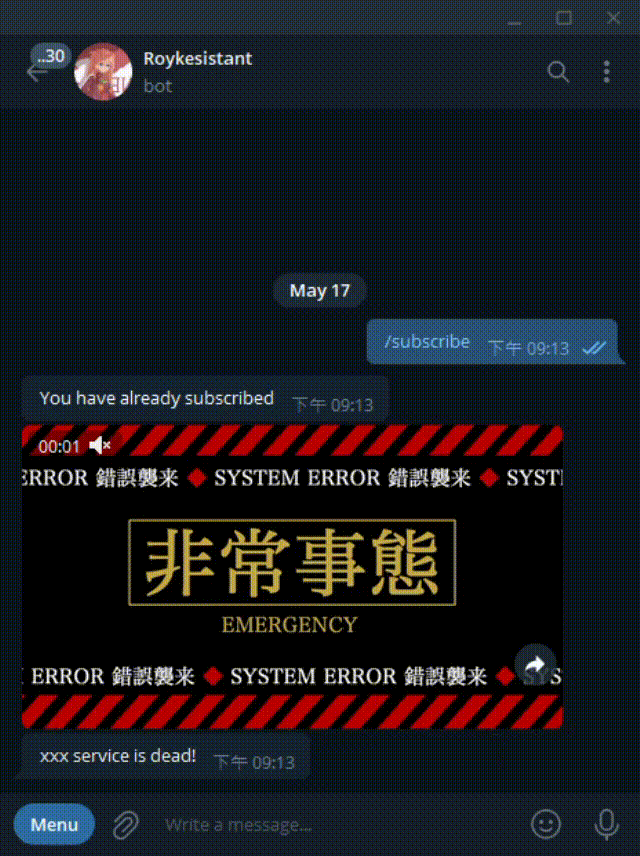 ..30
Roykesistant
bot
May 17
/subscribe 下午 09:13
You have already subscribed 下午 09:13
00:01
ERROR 錯誤襲来 ◆ SYSTEM ERROR 錯誤襲来 ◆ SYSTE
非常事態
EMERGENCY
ERROR 錯誤襲来 ◆ SYSTEM ERROR 錯誤襲来 ◆ SYS
xxx service is dead! 下午 09:13
Menu
Write a message...